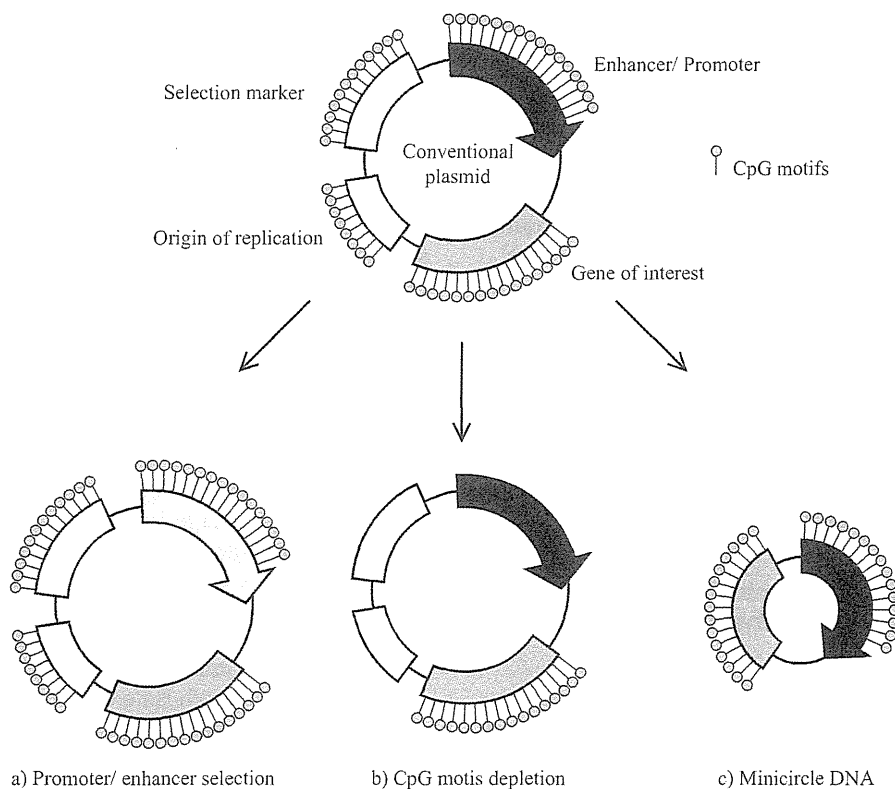 Enhancer/ Promoter
Selection marker
Conventional
plasmid
CpG motifs
Origin of replication
Gene of interest
a) Promoter/ enhancer selection
b) CpG motis depletion
c) Minicircle DNA